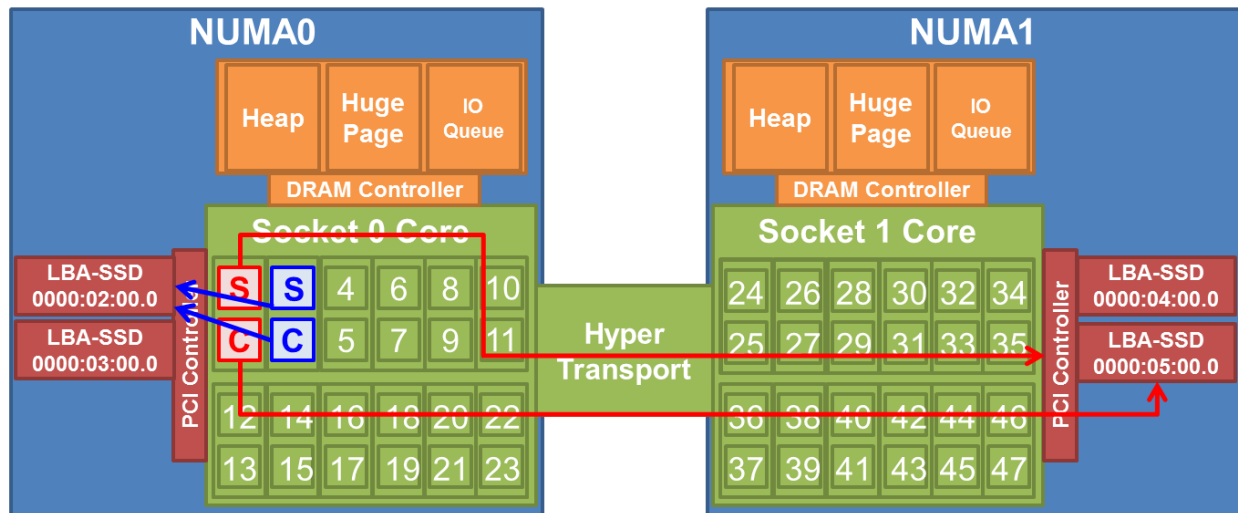 NUMA0
Heap
Huge
Page
IO
Queue
DRAM Controller
Socket 0 Core
LBA-SSD
0000:02:00.0
LBA-SSD
0000:03:00.0
PCI Controller
S S 4 6 8 10
C C 5 7 9 11
12 14 16 18 20 22
13 15 17 19 21 23
Hyper
Transport
NUMA1
Heap
Huge
Page
IO
Queue
DRAM Controller
Socket 1 Core
24 26 28 30 32 34
25 27 29 31 33 35
36 38 40 42 44 46
37 39 41 43 45 47
PCI Controller
LBA-SSD
0000:04:00.0
LBA-SSD
0000:05:00.0